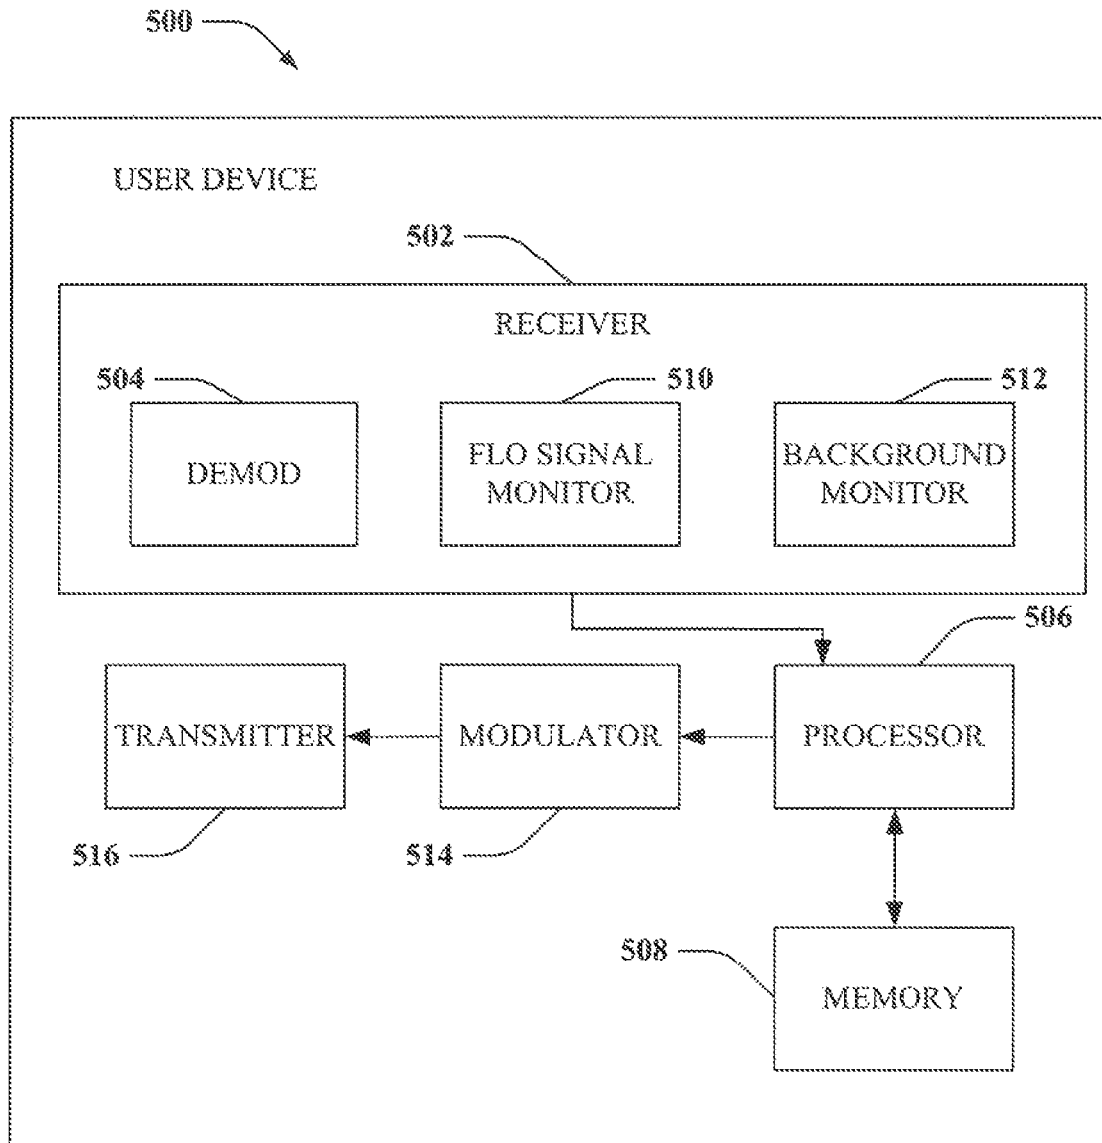 500
USER DEVICE
502
RECEIVER
504
510
512
DEMOD
FLO SIGNAL
MONITOR
BACKGROUND
MONITOR
506
TRANSMITTER
MODULATOR
PROCESSOR
516
514
508
MEMORY